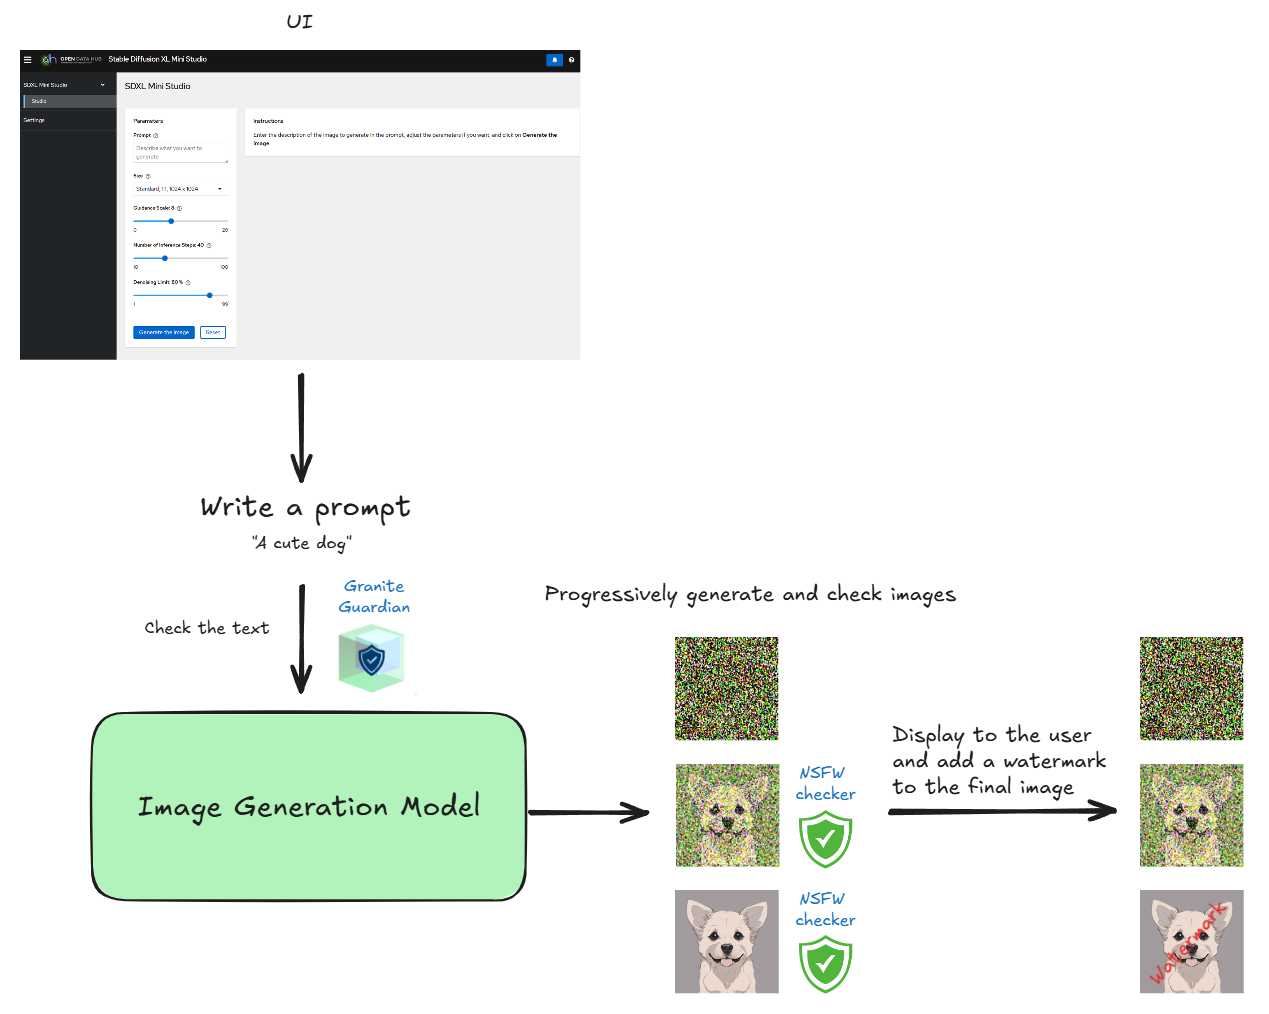 UI
OPEN DATA HUB
Stable Diffusion XL Mini Studio
SDXL Mini Studio
Studio
Settings
SDXL Mini Studio
Parameters
Prompt
Describe what you want to
generate
Size
Standard, 1:1, 1024 x 1024
Guidance Scale: 8
0 20
Number of Inference Steps: 40
10 100
Denoising Limit: 80 %
1 99
Generate the image Reset
Instructions
Enter the description of the image to generate in the prompt, adjust the parameters if you want, and click on Generate the
image.
Write a prompt
"A cute dog"
Check the text
Granite
Guardian
Image Generation Model
Progressively generate and check images
NSFW
checker
NSFW
checker
Display to the user
and add a watermark
to the final image
Watermark